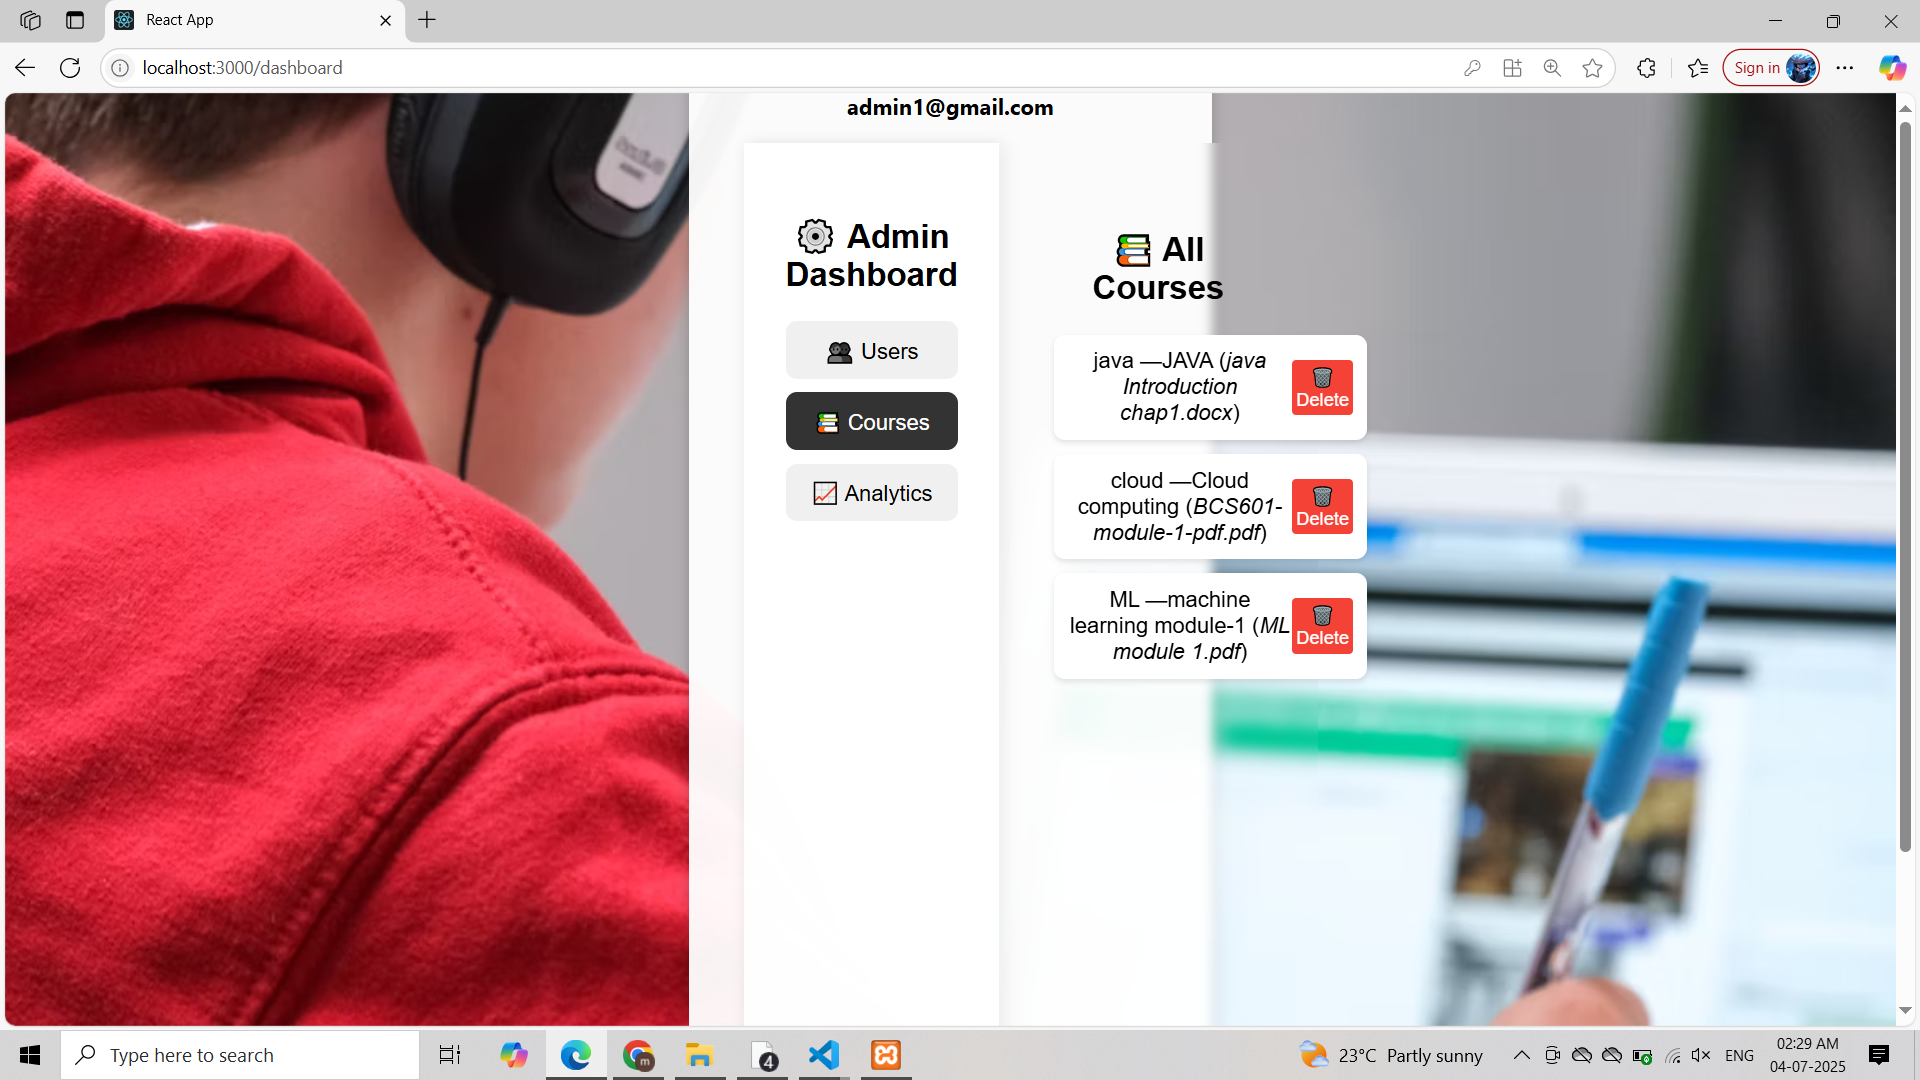 React App
localhost:3000/dashboard
Sign in
admin1@gmail.com
⚙️ Admin
Dashboard
👥 Users
📚 Courses
📈 Analytics
📚 All
Courses
java —JAVA (java
Introduction
chap1.docx)
🗑️
Delete
cloud —Cloud
computing (BCS601-
module-1-pdf.pdf)
🗑️
Delete
ML —machine
learning module-1 (ML
module 1.pdf)
🗑️
Delete
Type here to search
m
4
23°C Partly sunny
ENG
02:29 AM
04-07-2025